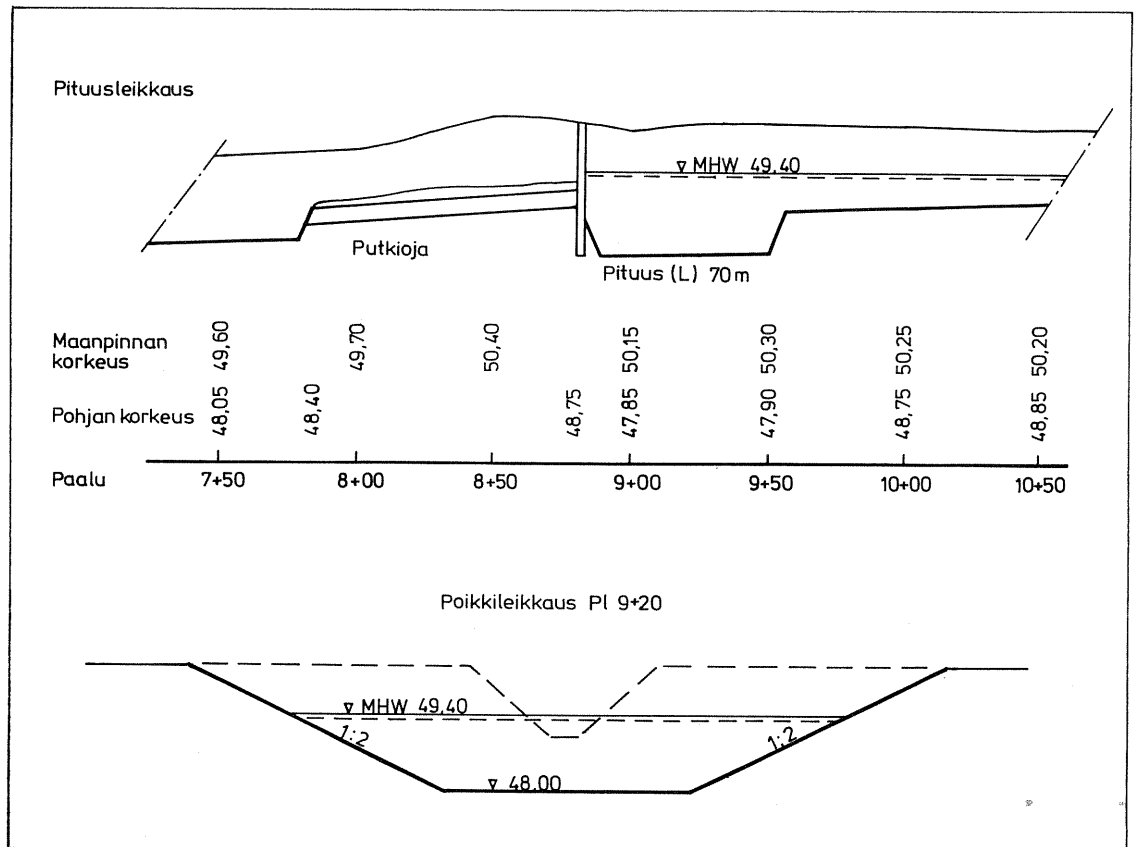 Pituusleikkaus
▽ MHW 49,40
Putkioja
Pituus (L) 70m
Maanpinnan
korkeus
49,60 49,70 50,40 50,15 50,30 50,25 50,20
Pohjan korkeus
48,05 48,40 48,75 47,85 47,90 48,75 48,85
Paalu 7+50 8+00 8+50 9+00 9+50 10+00 10+50
Poikkileikkaus Pl 9+20
▽ MHW 49,40
1:2 1:2
▽ 48,00